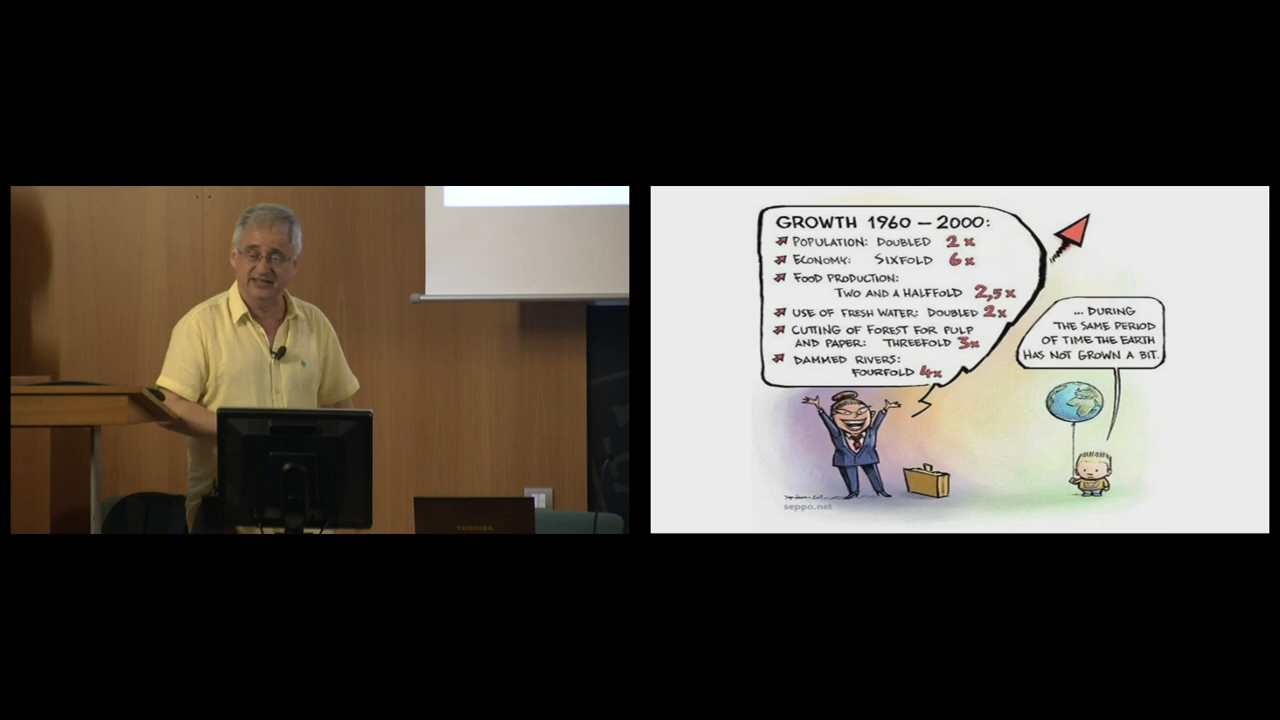 GROWTH 1960 – 2000:
POPULATION: DOUBLED 2x
ECONOMY: SIXFOLD 6x
FOOD PRODUCTION:
TWO AND A HALFFOLD 2,5x
USE OF FRESH WATER: DOUBLED 2x
CUTTING OF FOREST FOR PULP
AND PAPER: THREEFOLD 3x
DAMMED RIVERS:
FOURFOLD 4x
... DURING
THE SAME PERIOD
OF TIME THE EARTH
HAS NOT GROWN A BIT.
seppo.net
TOSHIBA